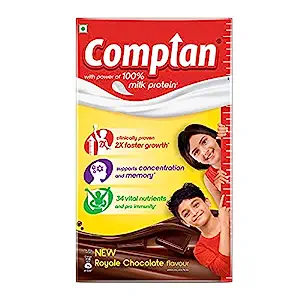 Complan
with power of 100%
milk protein
clinically proven
2X
2X faster growth
supports concentration
and memory
34 vital nutrients
and pro immunity
NEW
Royale Chocolate flavour